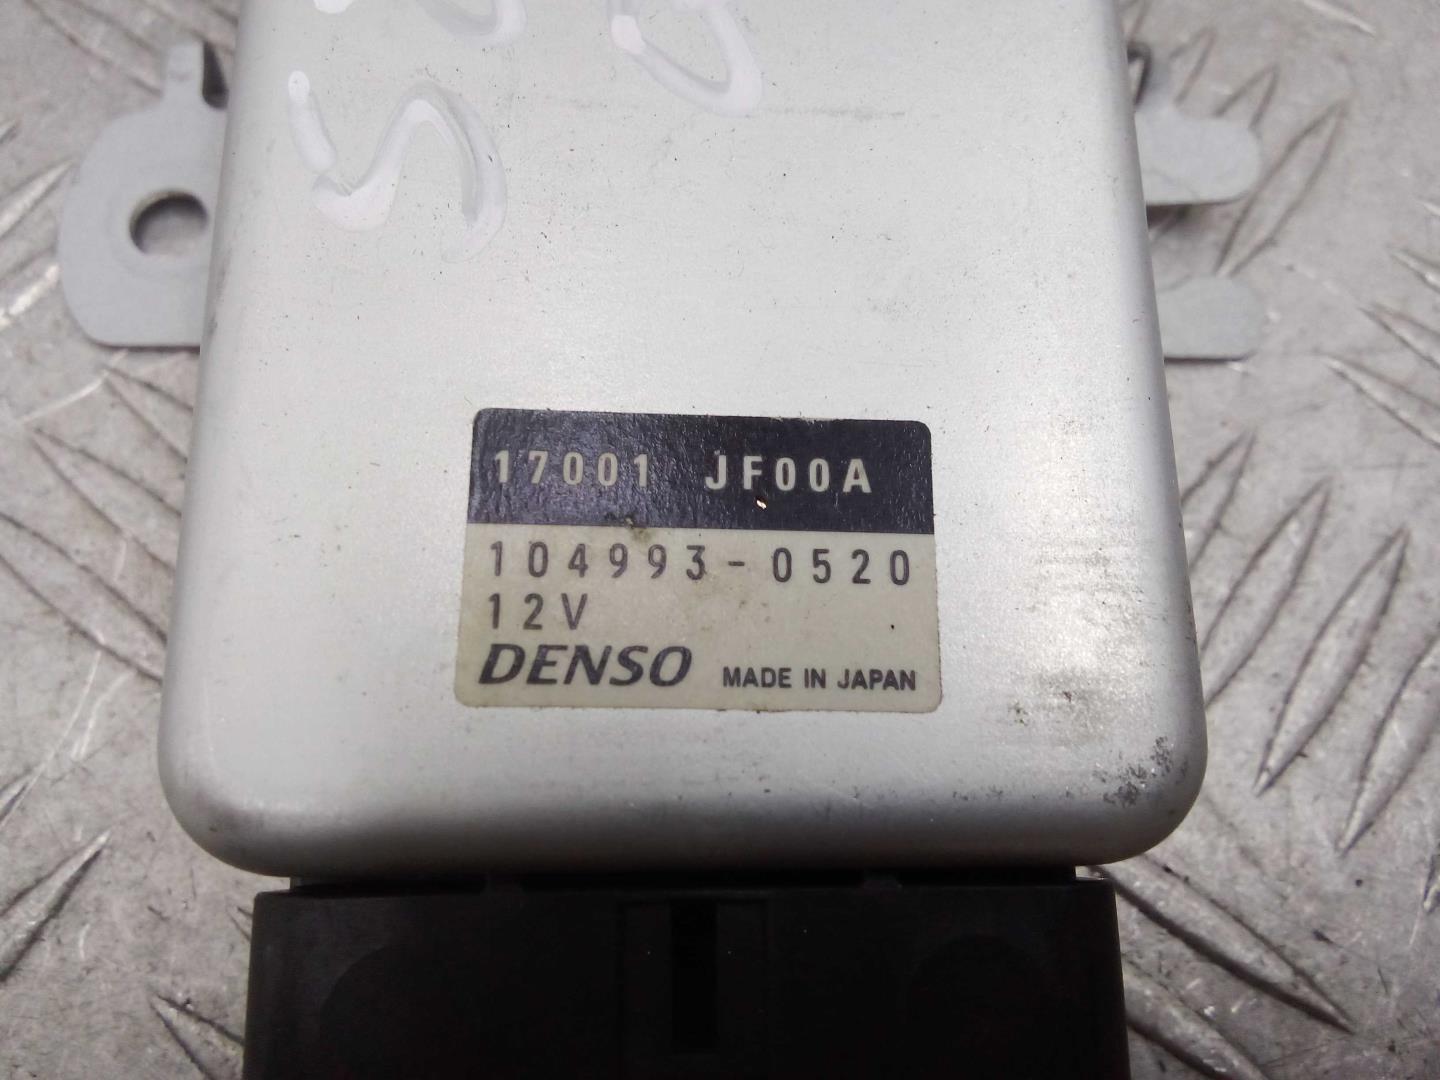 17001 JF00A
104993-0520
12V
DENSO MADE IN JAPAN